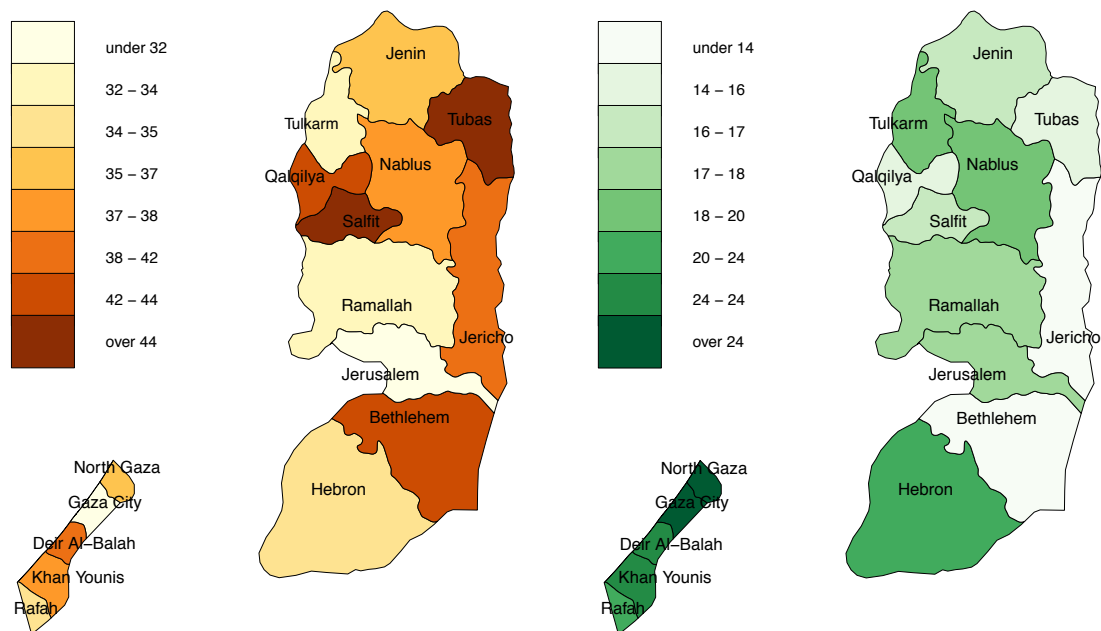 under 32
32 – 34
34 – 35
35 – 37
37 – 38
38 – 42
42 – 44
over 44
Jenin
Tubas
Tulkarm
Nablus
Qalqilya
Salfit
Ramallah
Jericho
Jerusalem
Bethlehem
Hebron
North Gaza
Gaza City
Deir Al–Balah
Khan Younis
Rafah
under 14
14 – 16
16 – 17
17 – 18
18 – 20
20 – 24
24 – 24
over 24
Jenin
Tubas
Tulkarm
Nablus
Qalqilya
Salfit
Ramallah
Jericho
Jerusalem
Bethlehem
Hebron
North Gaza
Gaza City
Deir Al–Balah
Khan Younis
Rafah